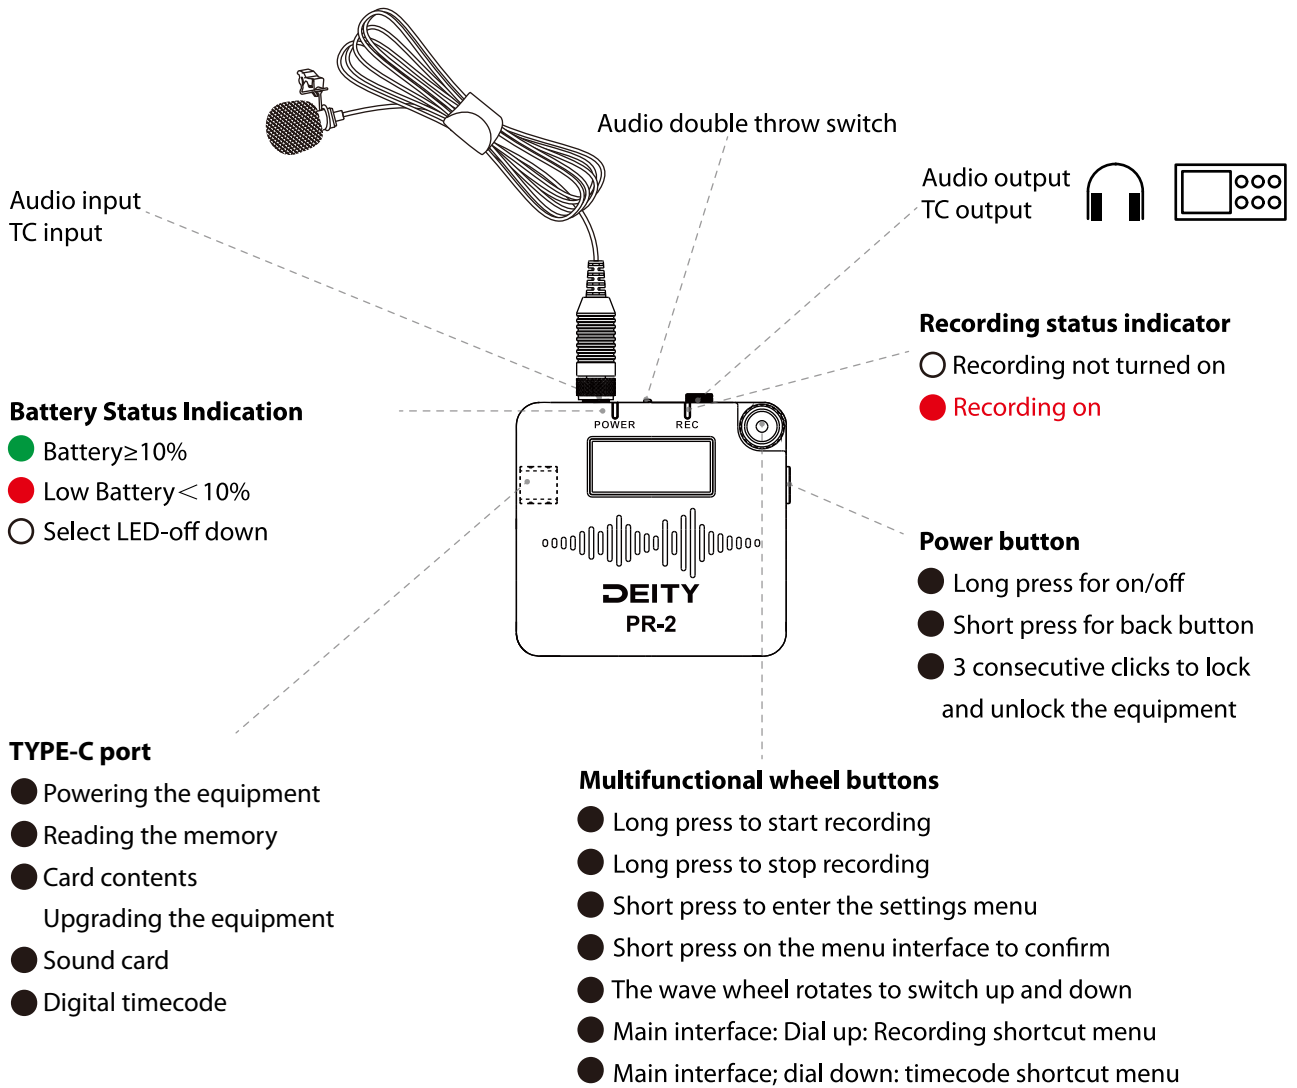 Audio double throw switch
Audio input
TC input
Audio output
TC output
Recording status indicator
Recording not turned on
Recording on
Battery Status Indication
Battery≥10%
Low Battery＜10%
Select LED-off down
POWER
REC
DEITY
PR-2
Power button
Long press for on/off
Short press for back button
3 consecutive clicks to lock
and unlock the equipment
TYPE-C port
Powering the equipment
Reading the memory
Card contents
Upgrading the equipment
Sound card
Digital timecode
Multifunctional wheel buttons
Long press to start recording
Long press to stop recording
Short press to enter the settings menu
Short press on the menu interface to confirm
The wave wheel rotates to switch up and down
Main interface: Dial up: Recording shortcut menu
Main interface; dial down: timecode shortcut menu